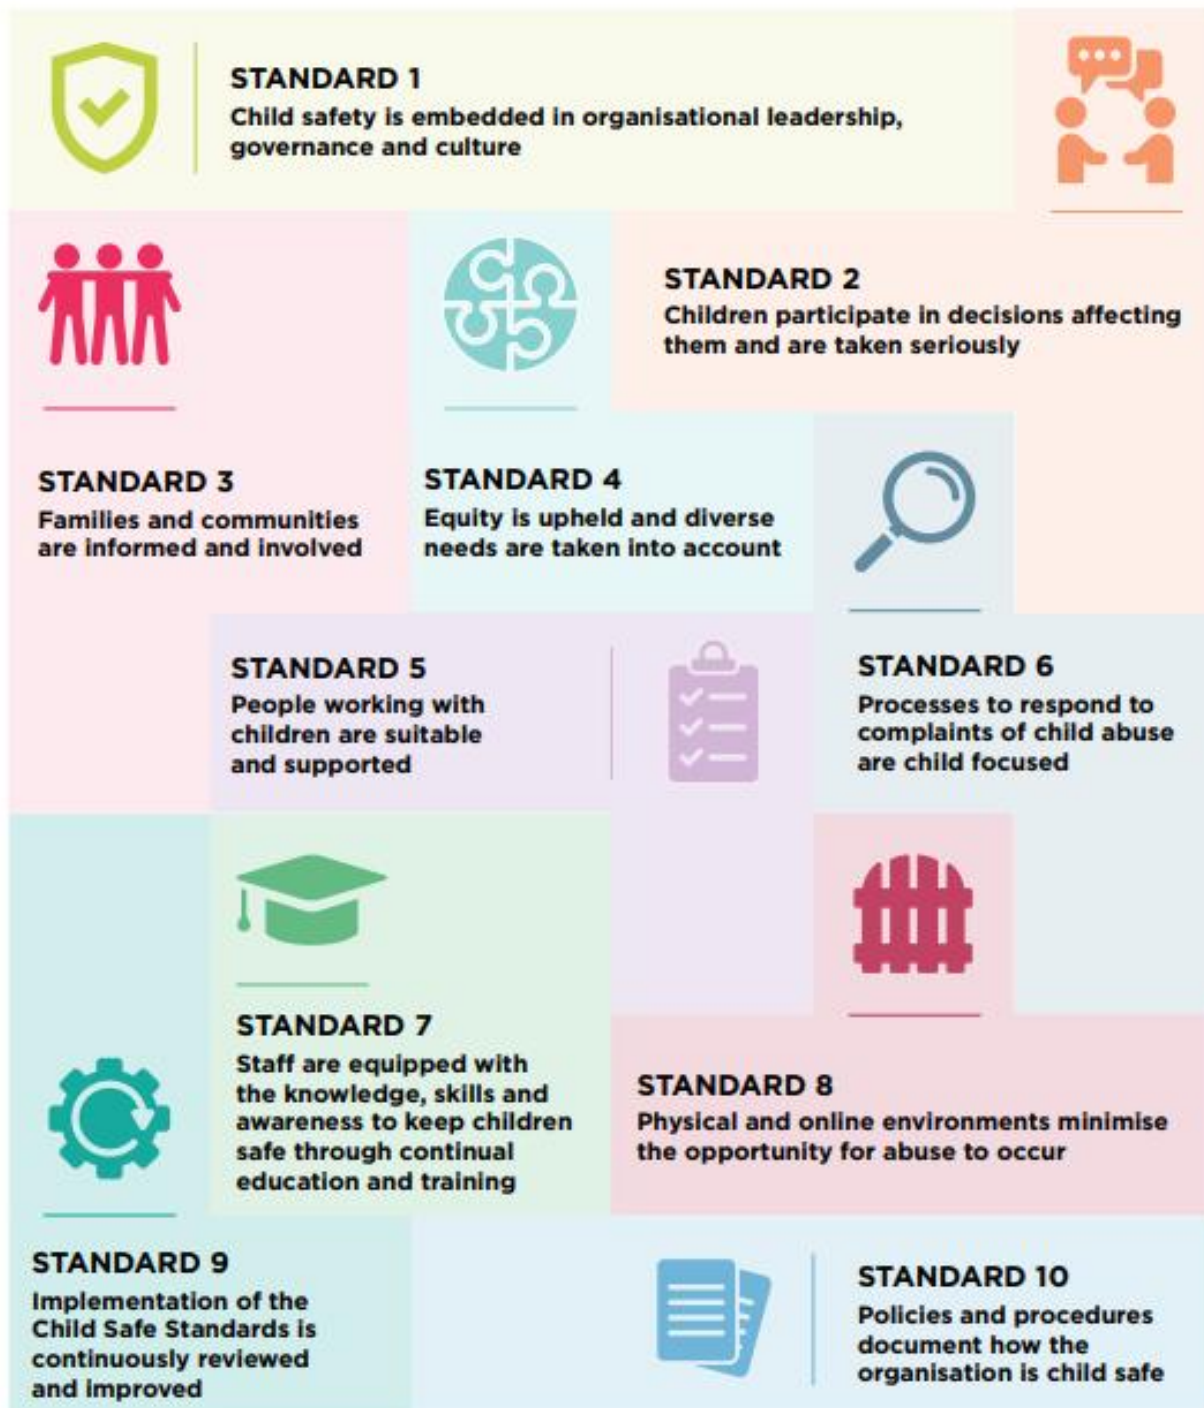 STANDARD 1
Child safety is embedded in organisational leadership,
governance and culture
STANDARD 2
Children participate in decisions affecting
them and are taken seriously
STANDARD 3
Families and communities
are informed and involved
STANDARD 4
Equity is upheld and diverse
needs are taken into account
STANDARD 5
People working with
children are suitable
and supported
STANDARD 6
Processes to respond to
complaints of child abuse
are child focused
STANDARD 7
Staff are equipped with
the knowledge, skills and
awareness to keep children
safe through continual
education and training
STANDARD 8
Physical and online environments minimise
the opportunity for abuse to occur
STANDARD 9
Implementation of the
Child Safe Standards is
continuously reviewed
and improved
STANDARD 10
Policies and procedures
document how the
organisation is child safe